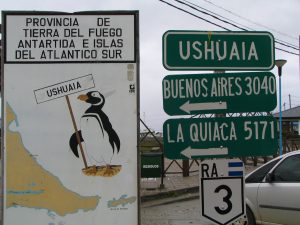 PROVINCIA DE
TIERRA DEL FUEGO
ANTARTIDA E ISLAS
DEL ATLANTICO SUR
USHUAIA
USHUAIA
BUENOS AIRES 3040
LA QUIACA 5171
RA
3